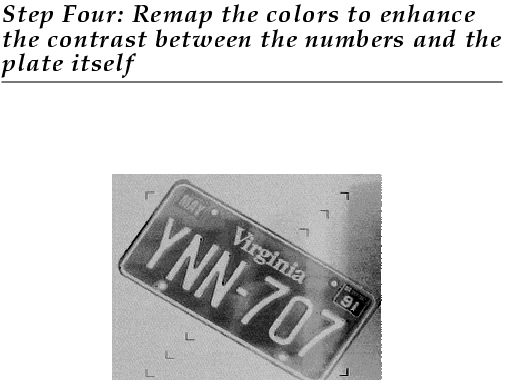 Step Four: Remap the colors to enhance
the contrast between the numbers and the
plate itself
MAY
Virginia
91
YNN-707